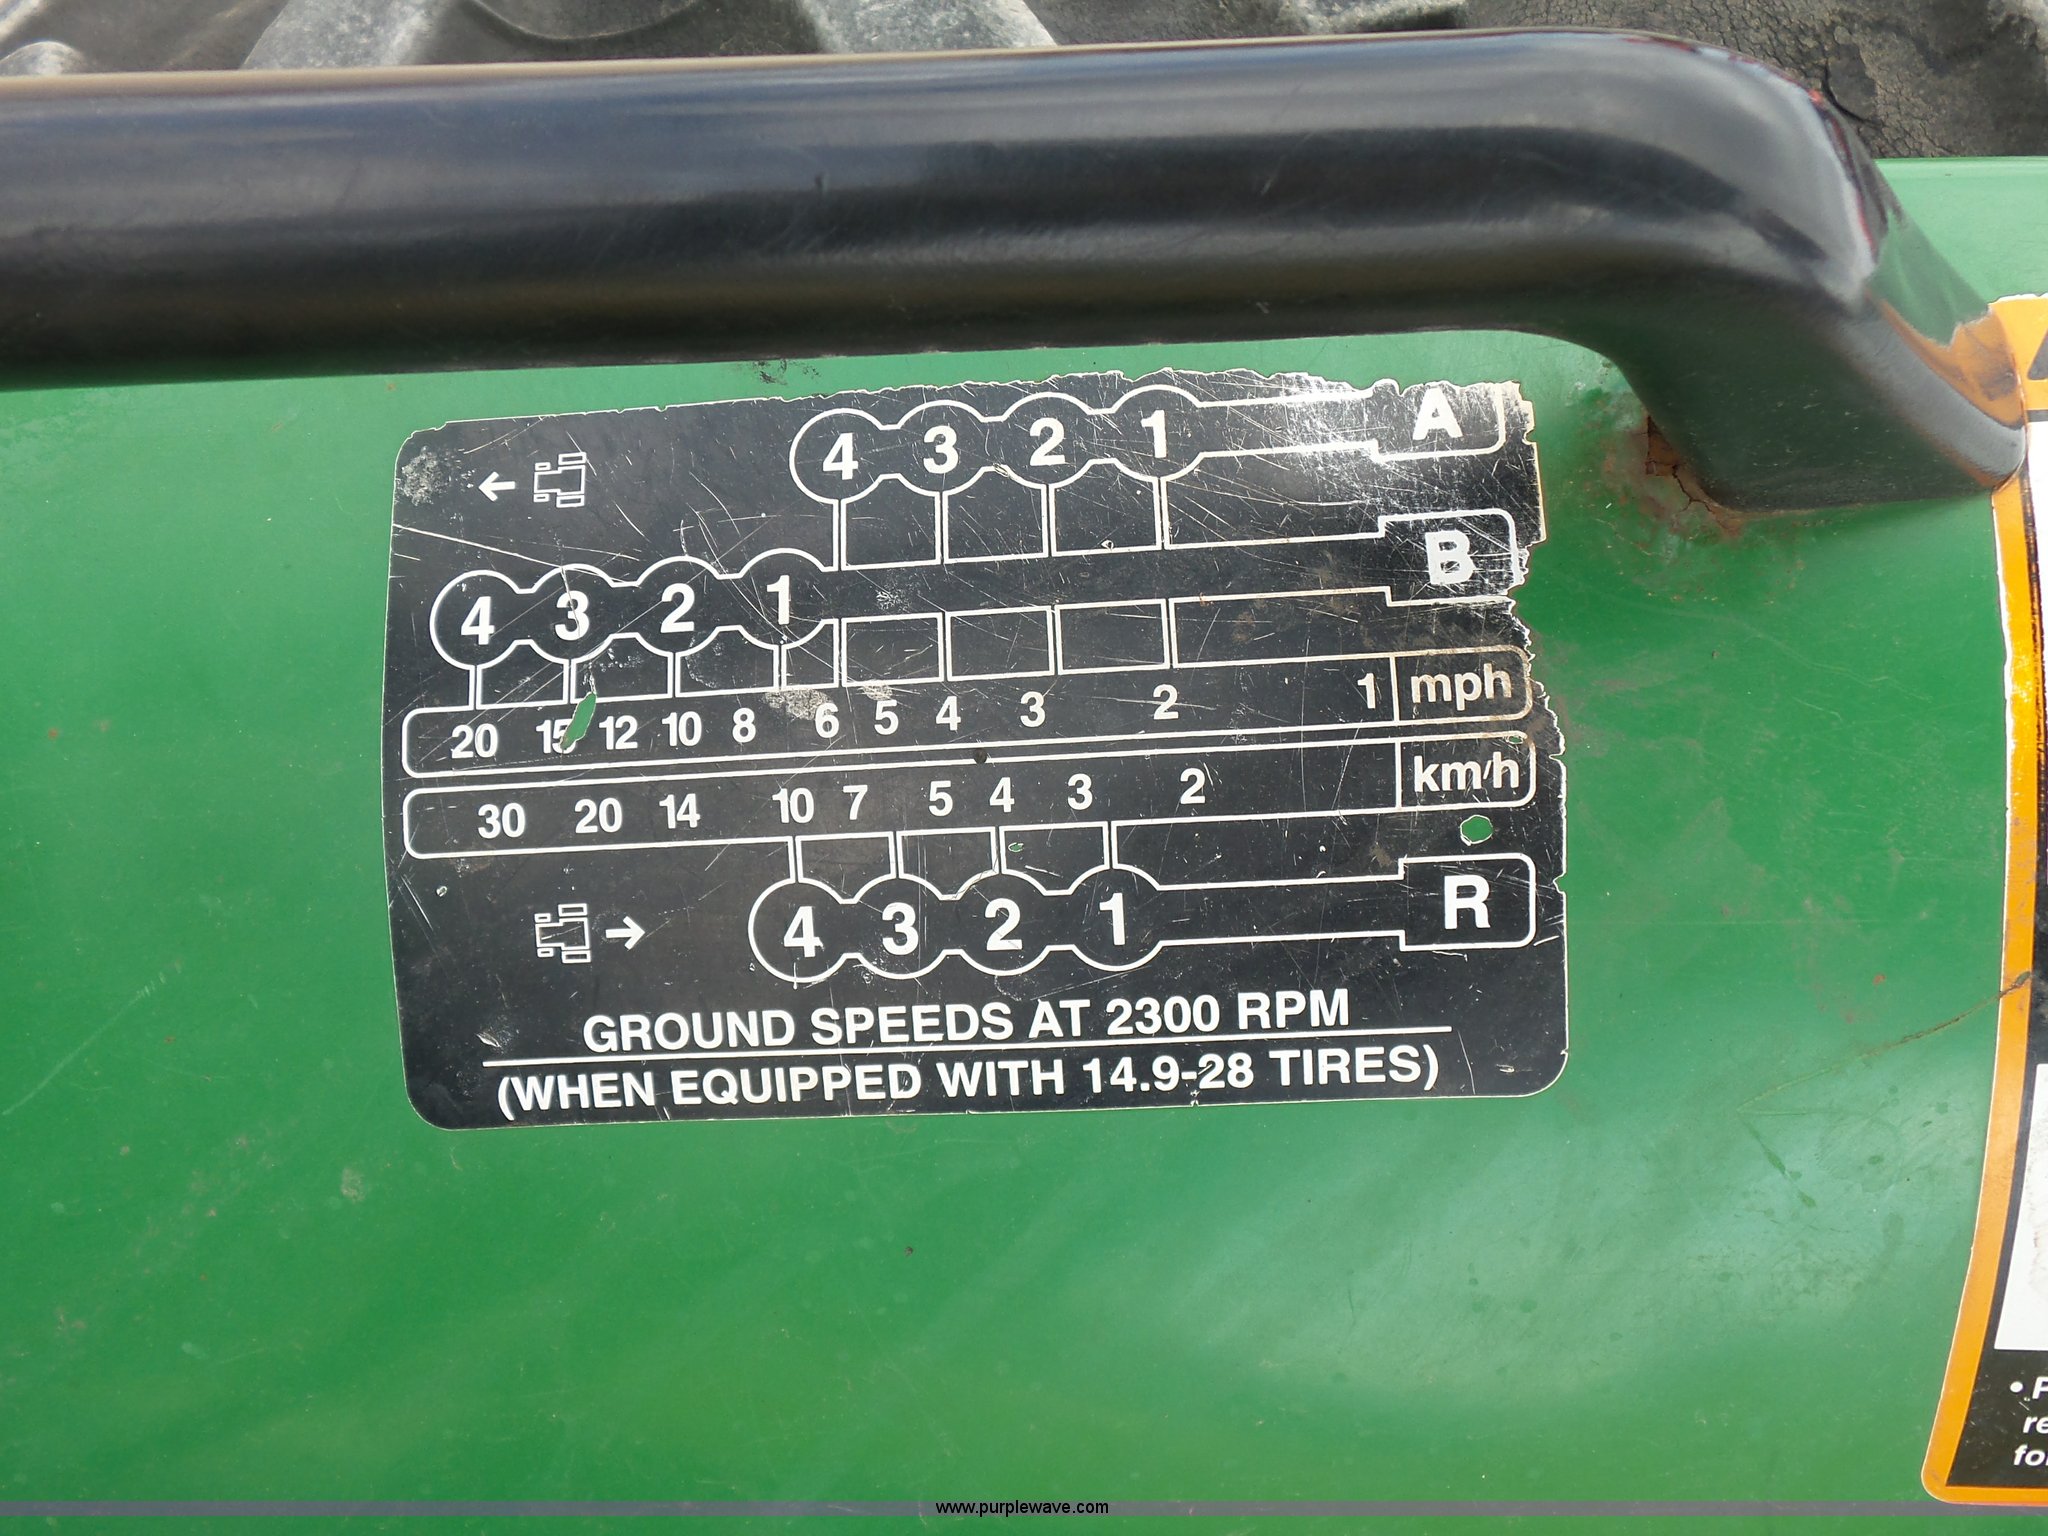 4 3 2 1 A
B
4 3 2 1
20 15 12 10 8 6 5 4 3 2 1 mph
30 20 14 10 7 5 4 3 2 km/h
4 3 2 1 R
GROUND SPEEDS AT 2300 RPM
(WHEN EQUIPPED WITH 14.9-28 TIRES)
www.purplewave.com